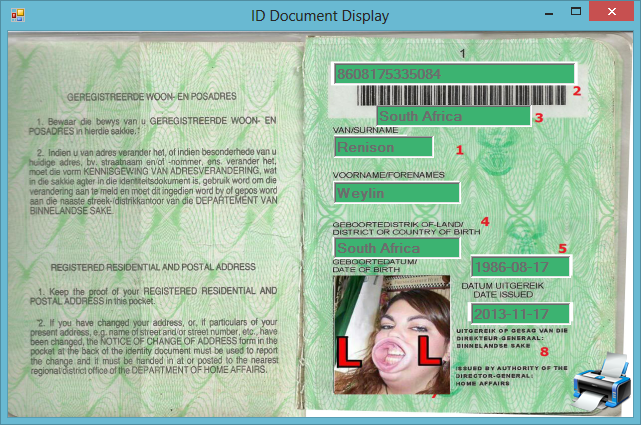 ID Document Display
GEREGISTREERDE WOON- EN POSADRES
1. Bewaar die bewys van u GEREGISTREERDE WOON- EN
POSADRES in hierdie sakkie.
2. Indien u van adres verander het, of indien besonderhede van u
huidige adres, bv. straatnaam en/of -nommer, ens. verander het,
moet die vorm KENNISGEWING VAN ADRESVERANDERING, wat
in die sakkie agter in die identiteitsdokument is, gebruik word om die
verandering aan te meld en moet dit ingedien word by of gepos word
aan die naaste streek-/distrikkantoor van die DEPARTEMENT VAN
BINNELANDSE SAKE.
REGISTERED RESIDENTIAL AND POSTAL ADDRESS
1. Keep the proof of your REGISTERED RESIDENTIAL AND
POSTAL ADDRESS in this pocket.
2. If you have changed your address, or, if particulars of your
present address, e.g. name of street and/or street number, etc., have
been changed, the NOTICE OF CHANGE OF ADDRESS form in the
pocket at the back of the identity document must be used to report
the change and it must be handed in at or posted to the nearest
regional/district office of the DEPARTMENT OF HOME AFFAIRS.
1
8608175335084
2
South Africa 3
VAN/SURNAME
Renison
1
VOORNAME/FORENAMES
Weylin
4
GEBOORTEDISTRIK OF-LAND/
DISTRICT OR COUNTRY OF BIRTH
South Africa
5
GEBOORTEDATUM/
DATE OF BIRTH
1986-08-17
DATUM UITGEREIK
DATE ISSUED
2013-11-17
L L
UITGEREIK OP GESAG VAN DIE
DIREKTEUR-GENERAAL:
BINNELANDSE SAKE
8
ISSUED BY AUTHORITY OF THE
DIRECTOR-GENERAL:
HOME AFFAIRS